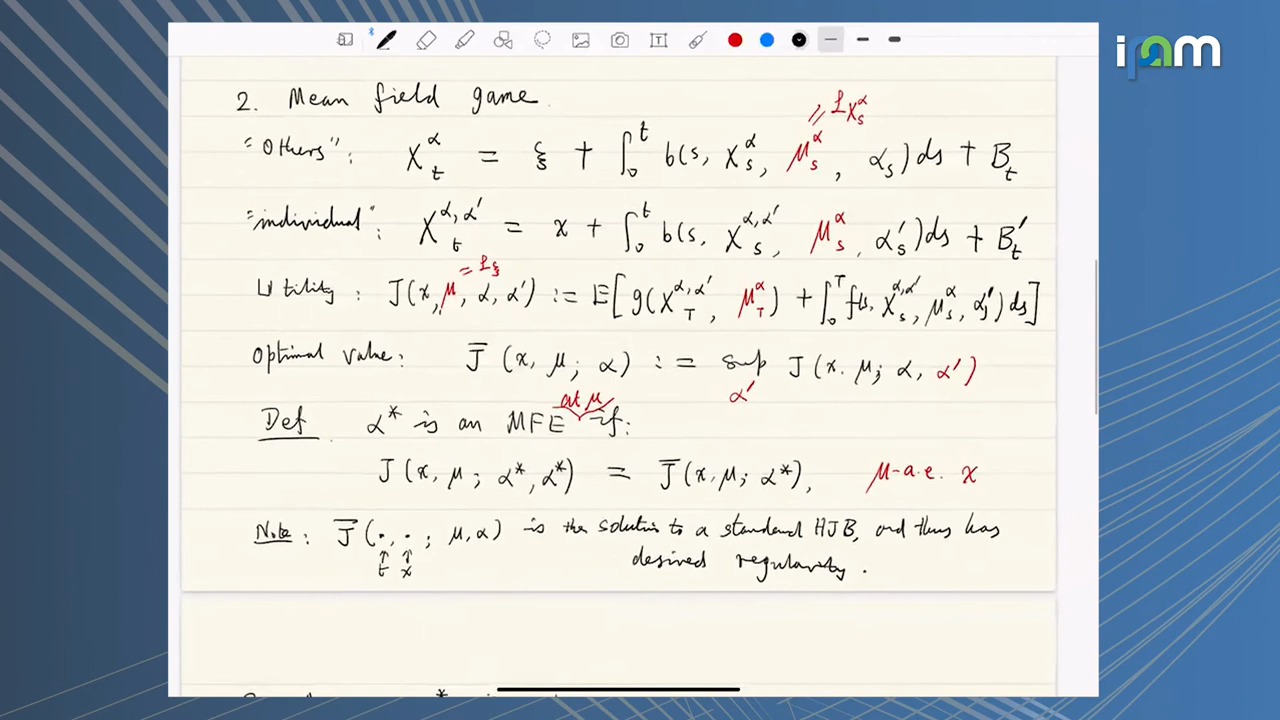 ipam
2. Mean field game
"Others": X_t^α = ξ + ∫_0^t b(s, X_s^α, μ_s^α, α_s) ds + B_t
// ℒ_{X_s^α}
"individual": X_t^{α,α'} = x + ∫_0^t b(s, X_s^{α,α'}, μ_s^α, α'_s) ds + B'_t
= ℒ_ξ
Utility: J(x, μ, α, α') := E[g(X_T^{α,α'}, μ_T^α) + ∫_0^T f(s, X_s^{α,α'}, μ_s^α, α'_s) ds]
Optimal value: J̄(x, μ; α) := sup_{α'} J(x. μ; α, α')
at μ
Def α* is an MFE if:
J(x, μ; α*, α*) = J̄(x, μ; α*), μ-a.e. x
Note: J̄(·, ·; μ, α) is the solution to a standard HJB, and thus has
↑ ↑
t x
desired regularity.